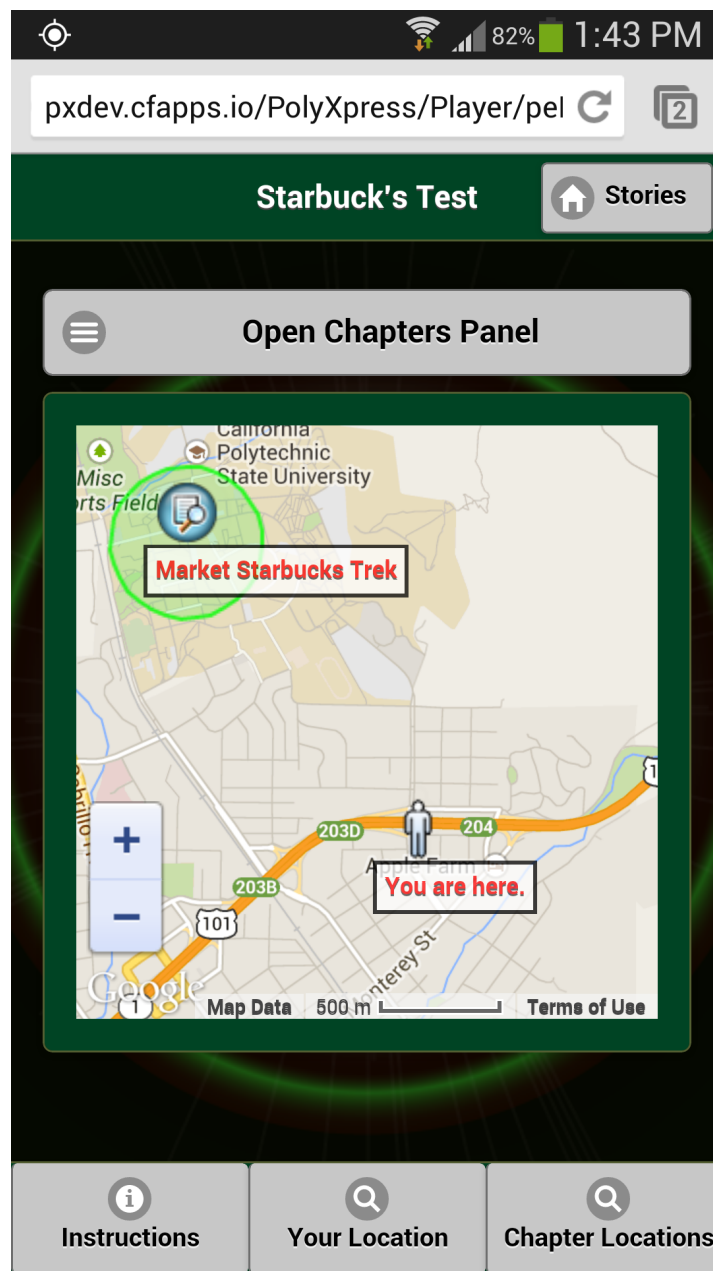 82% 1:43 PM
pxdev.cfapps.io/PolyXpress/Player/pel
2
Starbuck's Test
Stories
Open Chapters Panel
California
Polytechnic
State University
Misc
rts Field
Market Starbucks Trek
1
203D
204
Apple Farm
You are here.
203B
101
Monterey St
Google
1
Map Data 500 m Terms of Use
Instructions
Your Location
Chapter Locations